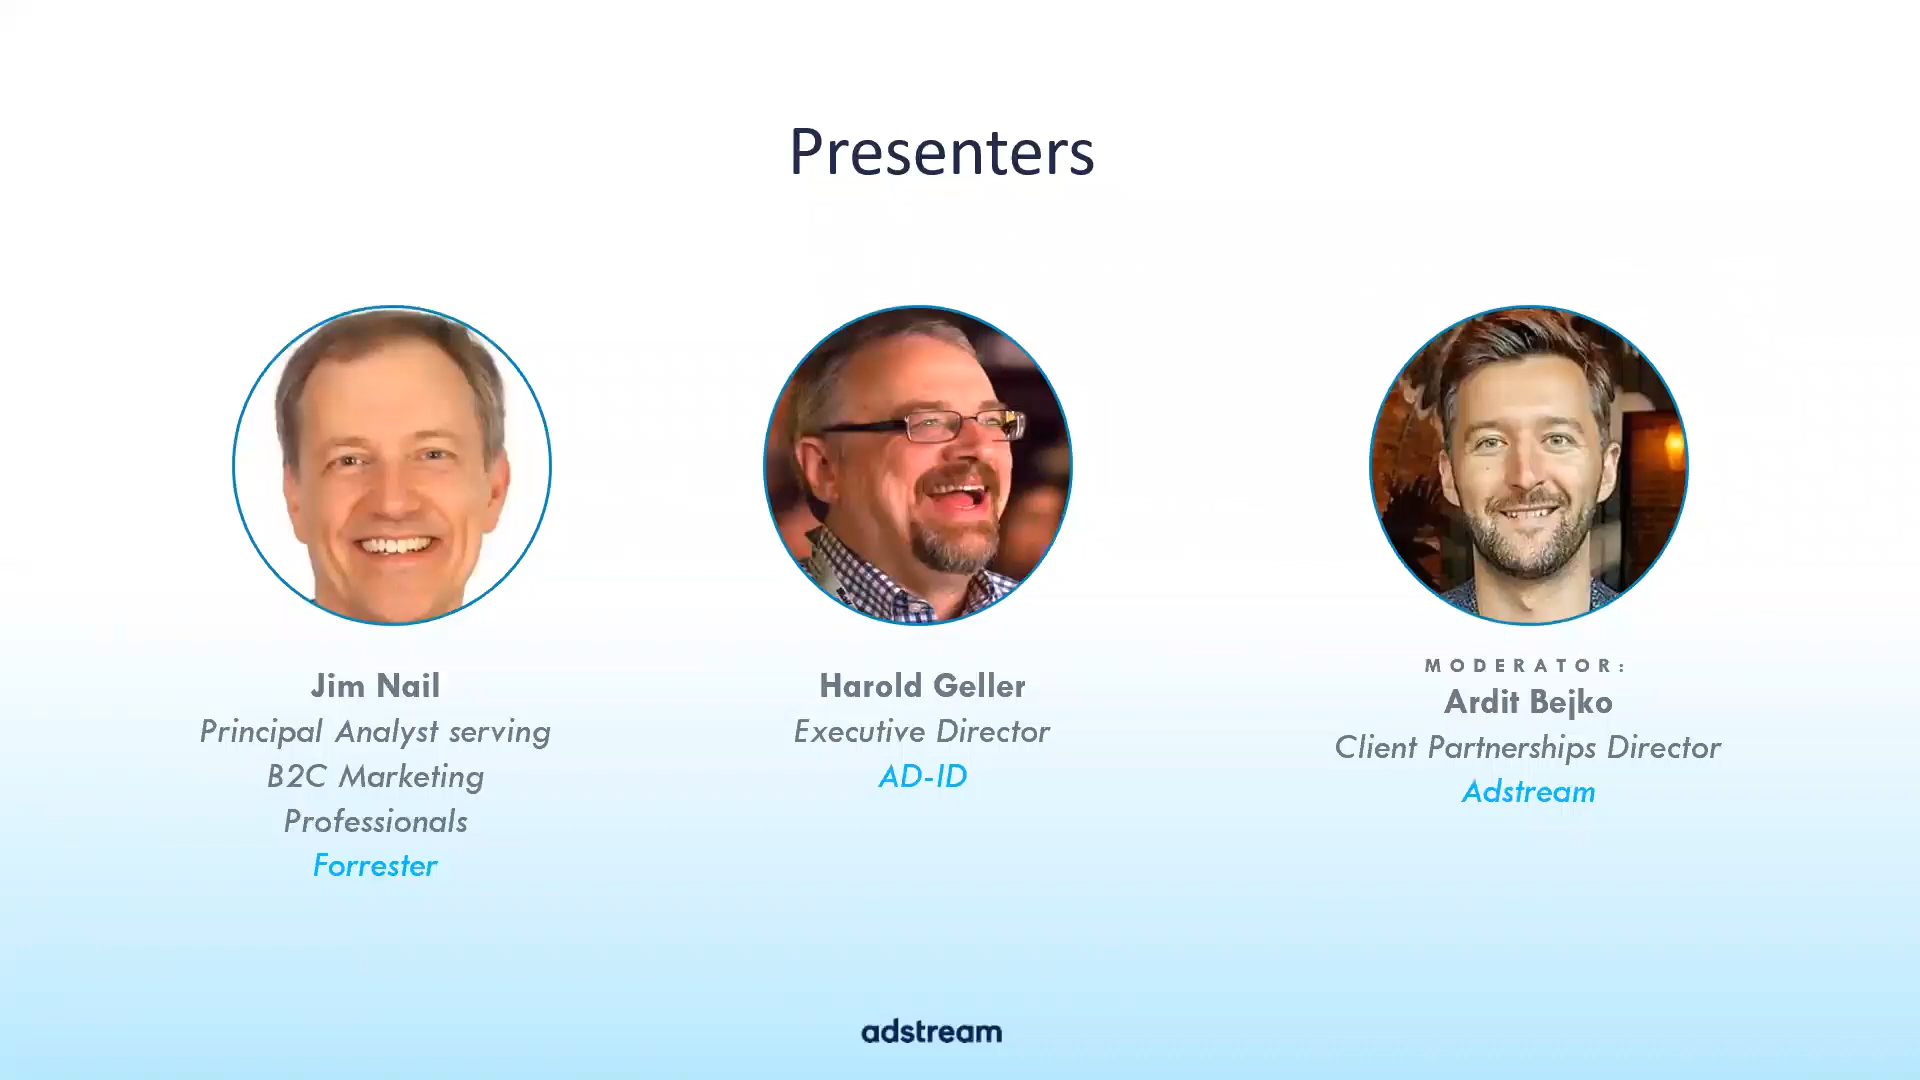 Presenters
Jim Nail
Principal Analyst serving
B2C Marketing
Professionals
Forrester
Harold Geller
Executive Director
AD-ID
MODERATOR:
Ardit Bejko
Client Partnerships Director
Adstream
adstream